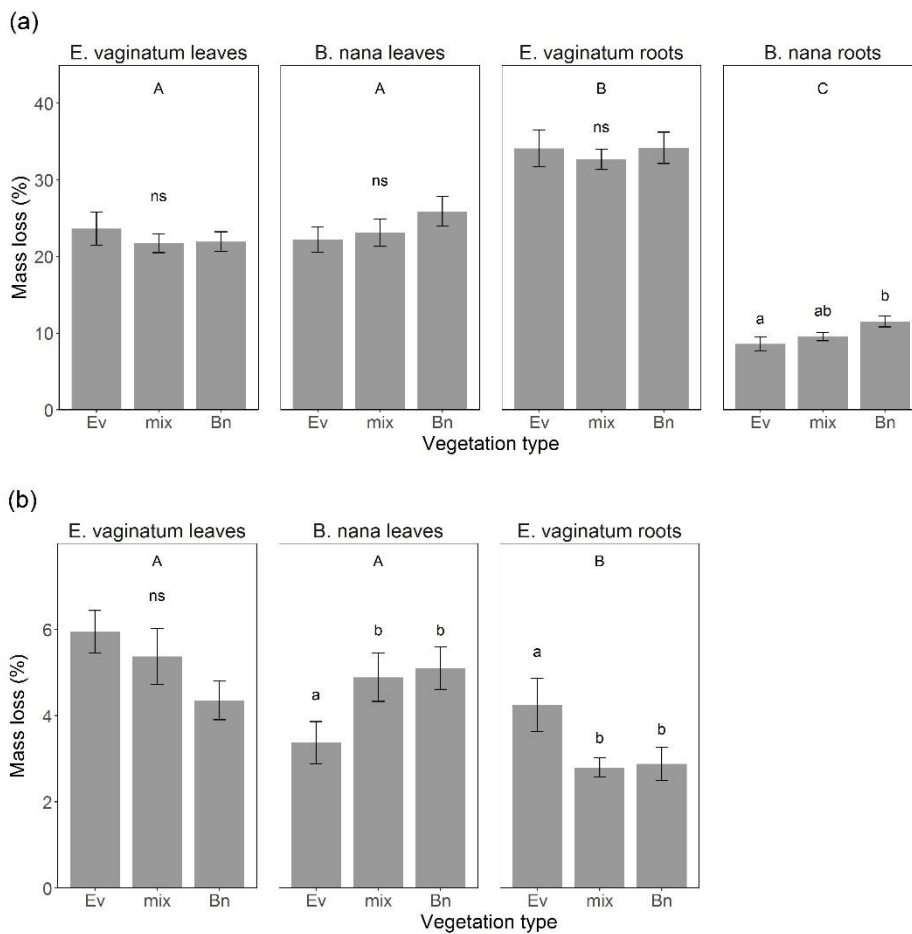 (a)
E. vaginatum leaves B. nana leaves E. vaginatum roots B. nana roots
A A B C
40
ns
30
ns ns
20
Mass loss (%)
10
a ab b
0
Ev mix Bn Ev mix Bn Ev mix Bn Ev mix Bn
Vegetation type
(b)
E. vaginatum leaves B. nana leaves E. vaginatum roots
A A B
ns
6
b b
a
4
a
b b
Mass loss (%)
2
0
Ev mix Bn Ev mix Bn Ev mix Bn
Vegetation type